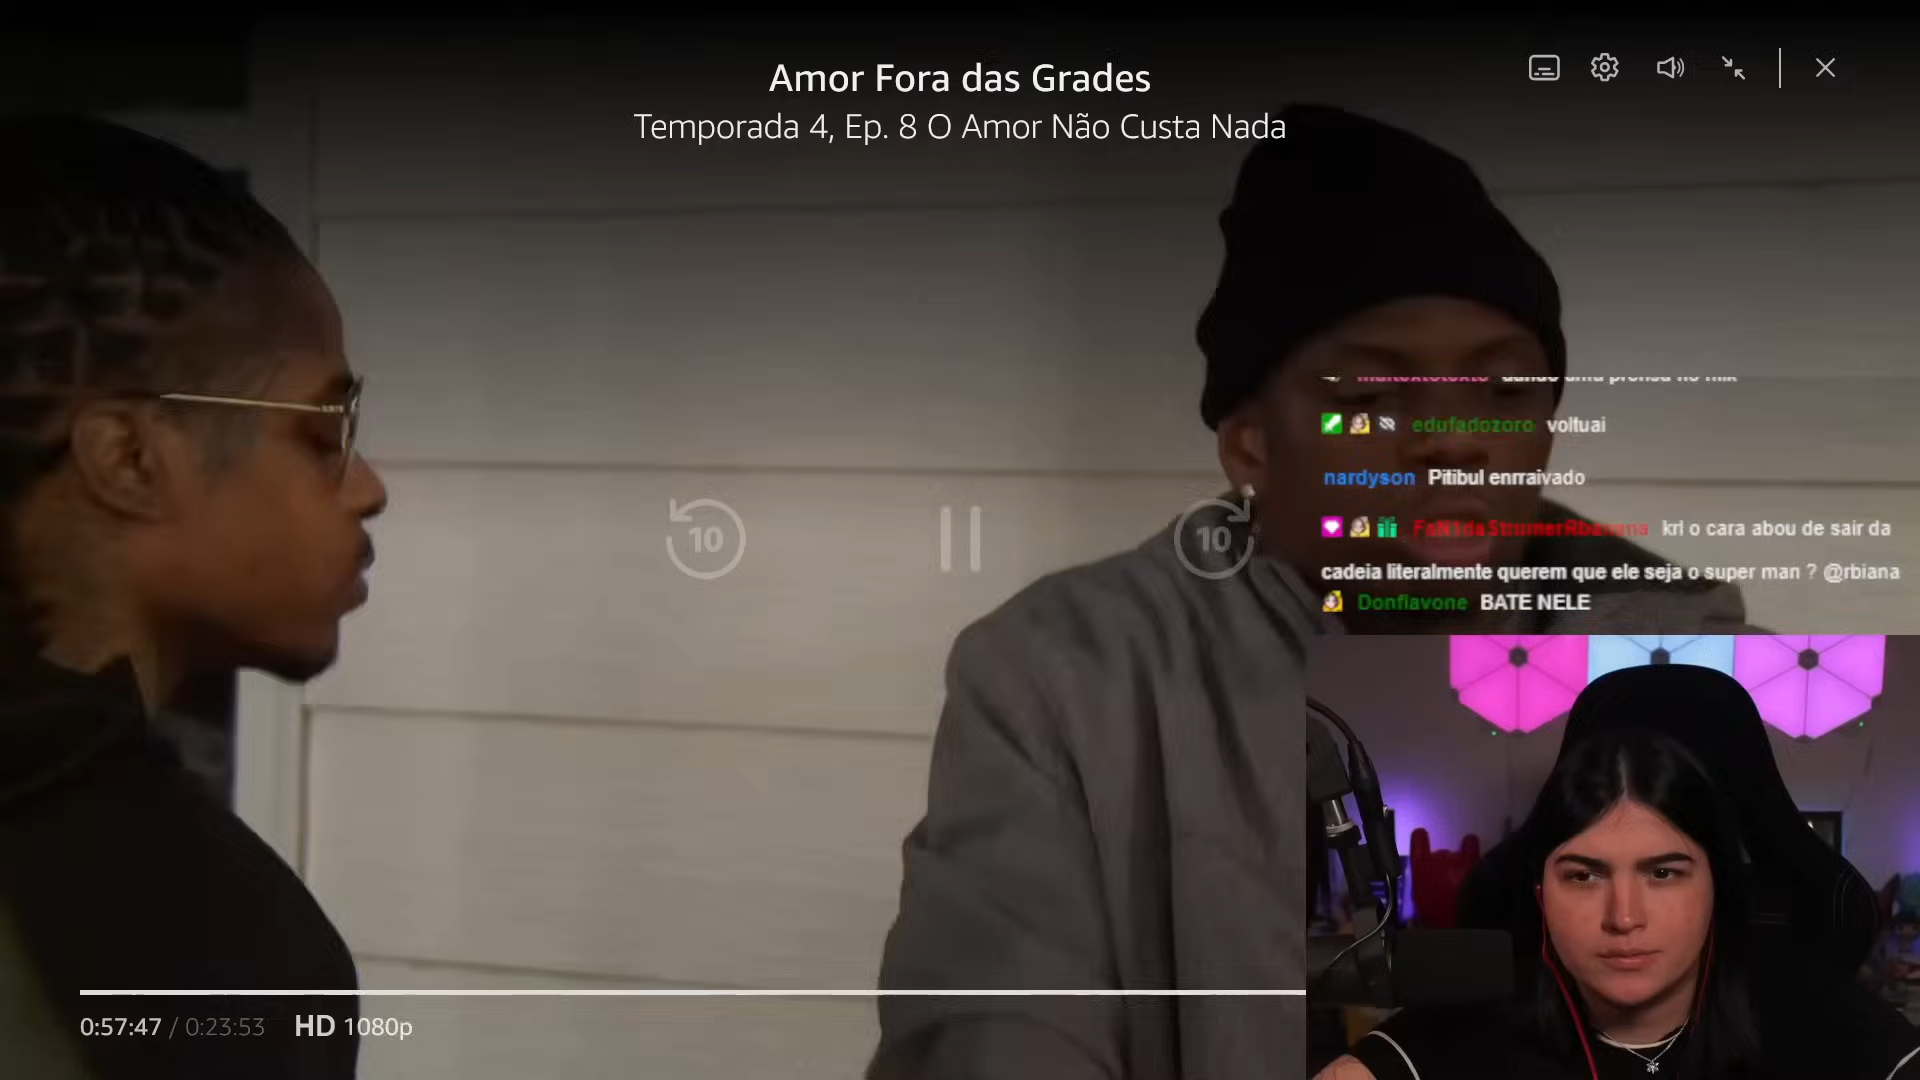 Amor Fora das Grades
Temporada 4, Ep. 8 O Amor Não Custa Nada
edufadozoro voltuai
nardyson Pitibul enrraivado
10
10
krl o cara abou de sair da
cadeia literalmente querem que ele seja o super man ? @rbiana
Donflavone BATE NELE
0:57:47 / 0:23:53 HD 1080p